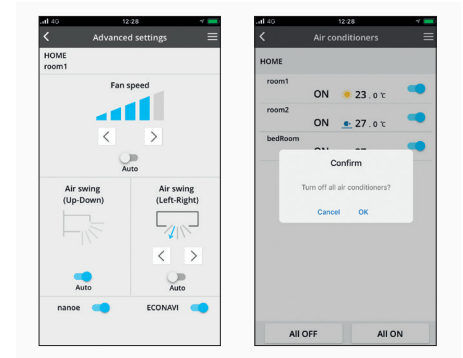 4G 12:28
Advanced settings
HOME
room1
Fan speed
Auto
Air swing
(Up-Down)
Air swing
(Left-Right)
Auto
Auto
nanoe
ECONAVI
4G 12:28
Air conditioners
HOME
room1
ON 23.0 ℃
room2
ON 27.0 ℃
bedRoom
ON
Confirm
Turn off all air conditioners?
Cancel OK
All OFF All ON